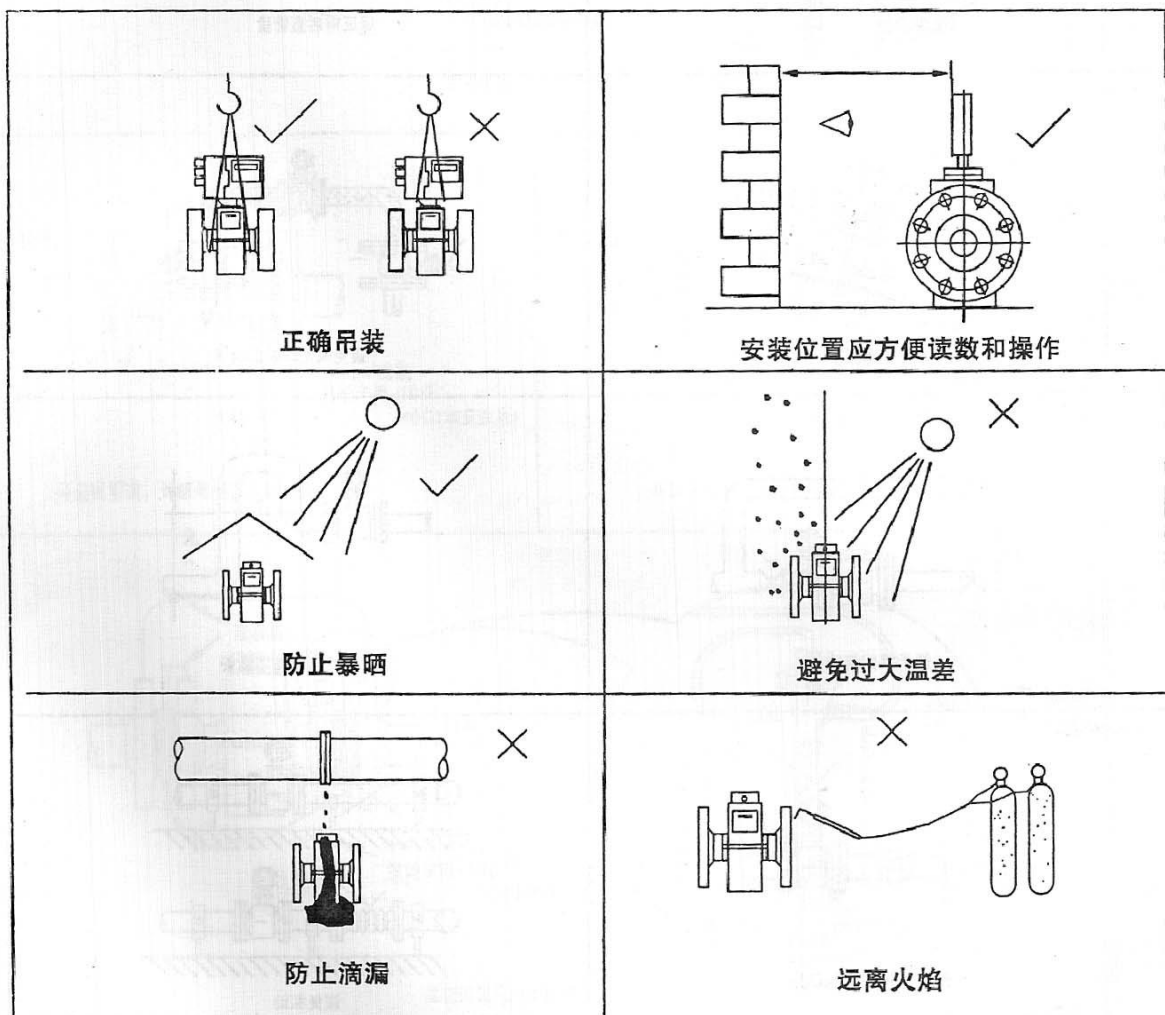 正确吊装
安装位置应方便读数和操作
防止暴晒
避免过大温差
防止滴漏
远离火焰